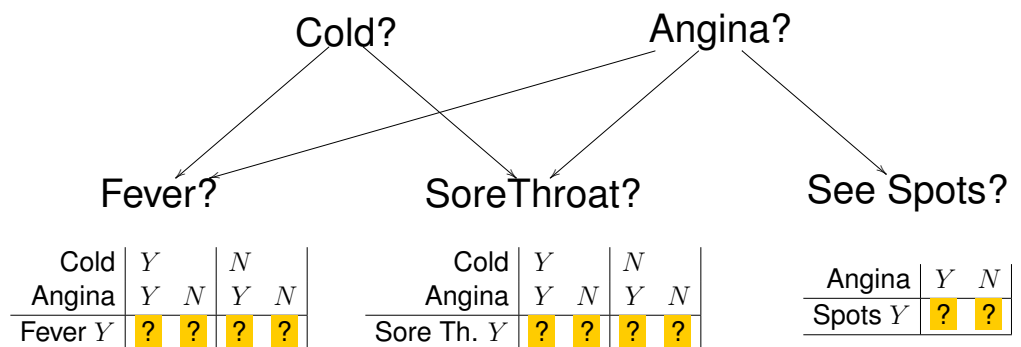 Cold? Angina?
Fever? SoreThroat? See Spots?
Cold Y N
Angina Y N Y N
Fever Y ? ? ? ?
Cold Y N
Angina Y N Y N
Sore Th. Y ? ? ? ?
Angina Y N
Spots Y ? ?